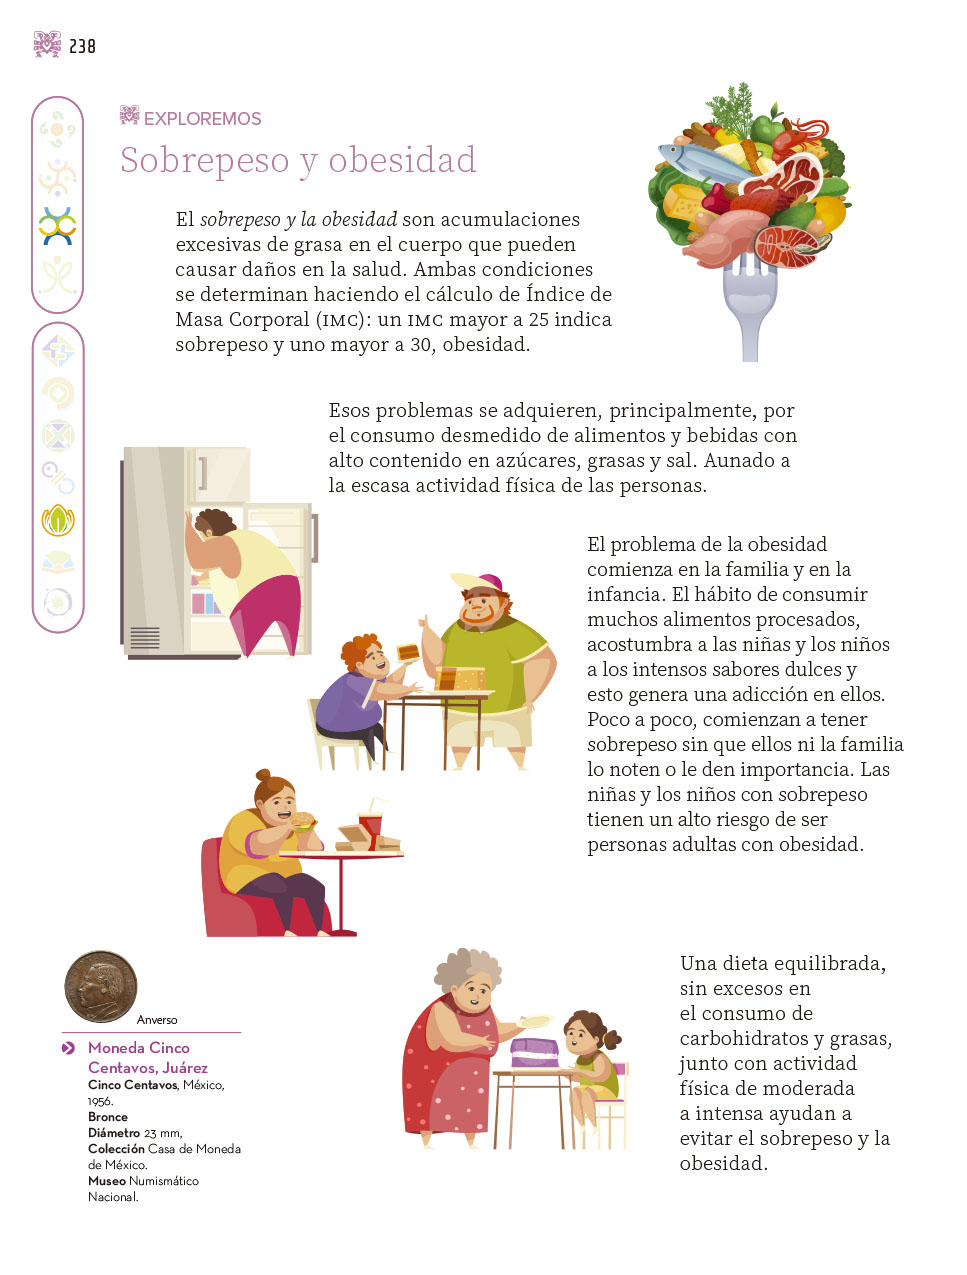 238
EXPLOREMOS
Sobrepeso y obesidad
El sobrepeso y la obesidad son acumulaciones
excesivas de grasa en el cuerpo que pueden
causar daños en la salud. Ambas condiciones
se determinan haciendo el cálculo de Índice de
Masa Corporal (IMC): un IMC mayor a 25 indica
sobrepeso y uno mayor a 30, obesidad.
Esos problemas se adquieren, principalmente, por
el consumo desmedido de alimentos y bebidas con
alto contenido en azúcares, grasas y sal. Aunado a
la escasa actividad física de las personas.
El problema de la obesidad
comienza en la familia y en la
infancia. El hábito de consumir
muchos alimentos procesados,
acostumbra a las niñas y los niños
a los intensos sabores dulces y
esto genera una adicción en ellos.
Poco a poco, comienzan a tener
sobrepeso sin que ellos ni la familia
lo noten o le den importancia. Las
niñas y los niños con sobrepeso
tienen un alto riesgo de ser
personas adultas con obesidad.
Una dieta equilibrada,
sin excesos en
el consumo de
carbohidratos y grasas,
junto con actividad
física de moderada
a intensa ayudan a
evitar el sobrepeso y la
obesidad.
Anverso
Moneda Cinco
Centavos, Juárez
Cinco Centavos, México,
1956.
Bronce
Diámetro 23 mm,
Colección Casa de Moneda
de México.
Museo Numismático
Nacional.